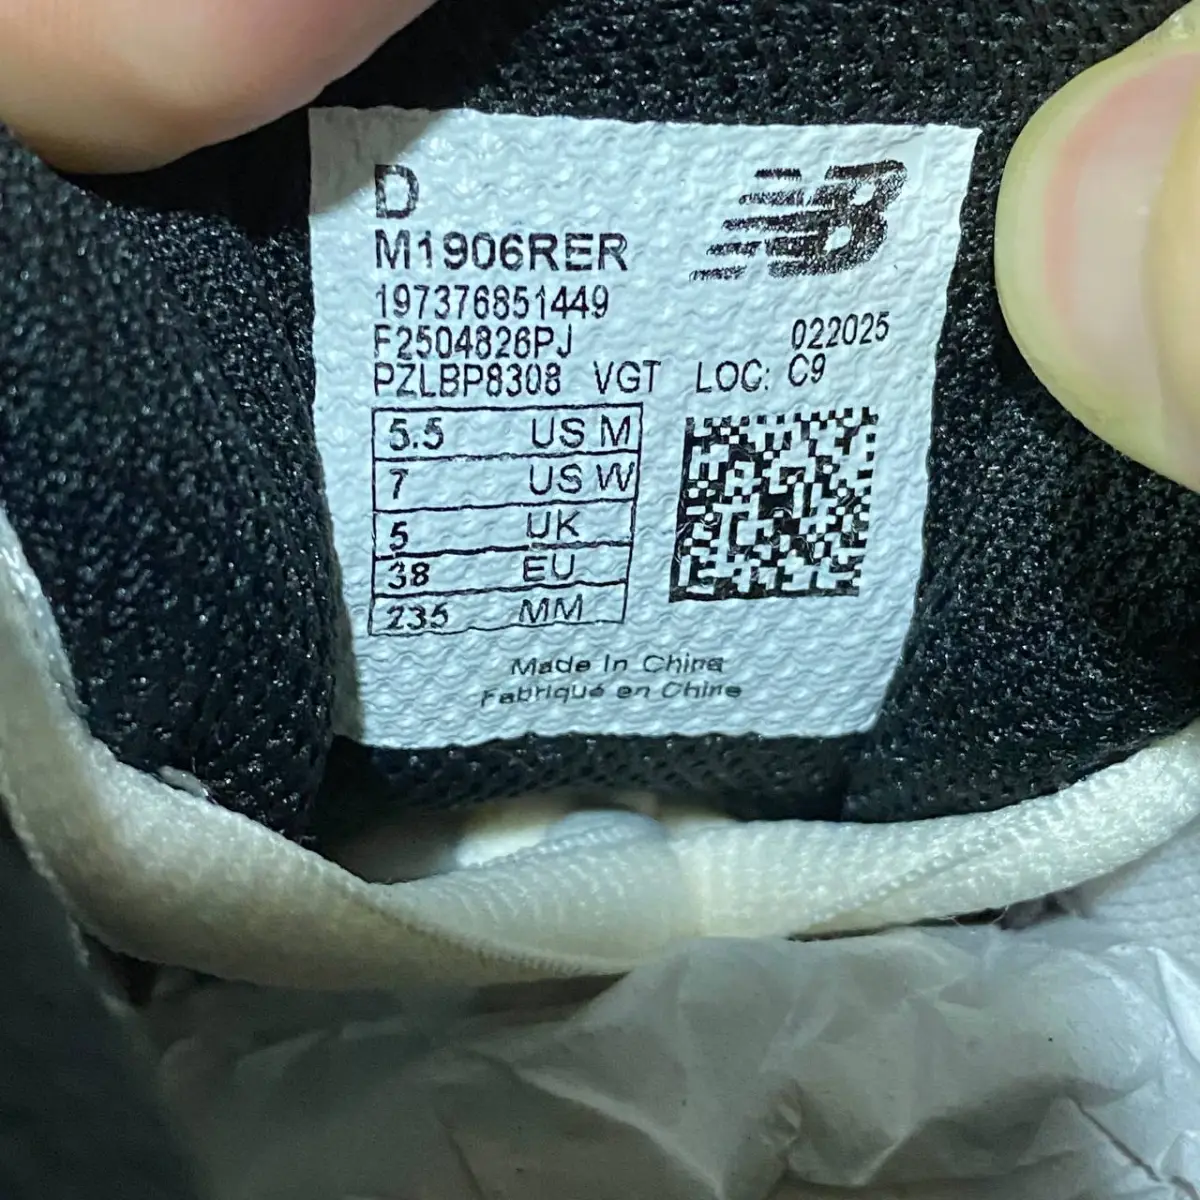 D
NB
M1906RER
197376851449
F2504826PJ 022025
PZLBP8308 VGT LOC: C9
5.5 US M
7 US W
5 UK
38 EU
235 MM
Made In China
Fabriqué en Chine